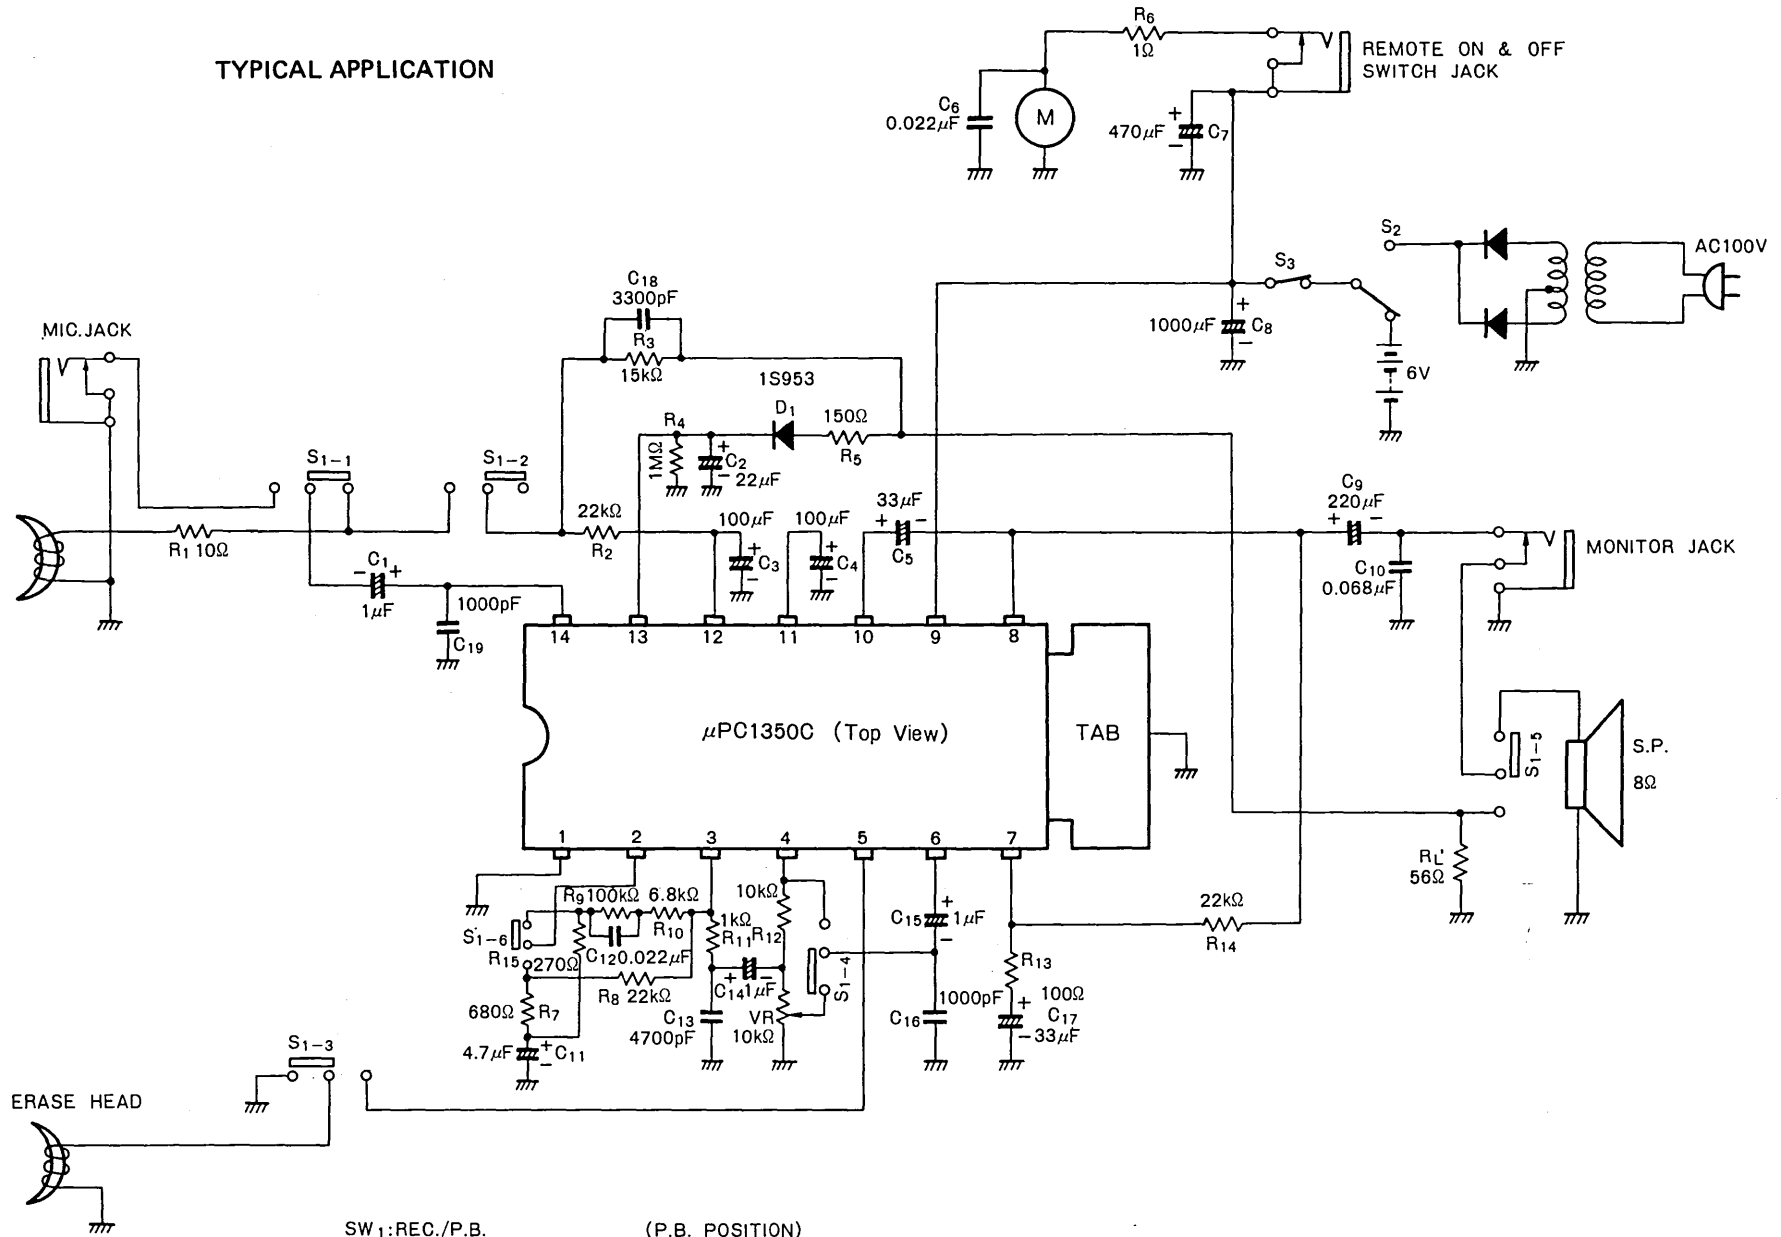 TYPICAL APPLICATION
R6
1Ω
REMOTE ON & OFF
SWITCH JACK
C6
0.022μF
M
470μF
+
−
C7
S2
AC100V
S3
C18
3300pF
R3
15kΩ
1000μF
+
−
C8
6V
MIC. JACK
1S953
D1
150Ω
R5
R4
1MΩ
+
C2
− 22μF
S1-1
S1-2
33μF
+ −
C5
C9
220μF
+ −
22kΩ
R2
100μF
+
−
C3
100μF
+
−
C4
R1 10Ω
MONITOR JACK
C10
0.068μF
C1
− +
1μF
1000pF
C19
14 13 12 11 10 9 8
μPC1350C (Top View)
TAB
S1-5
S.P.
8Ω
1 2 3 4 5 6 7
RL'
56Ω
R9 100kΩ
6.8kΩ
R10
10kΩ
R12
1kΩ
R11
C15
+
1μF
−
22kΩ
R14
S1-6
R15 270Ω
C12 0.022μF
R8 22kΩ
C14
+ −
1μF
S1-4
R13
100Ω
680Ω
R7
C13
4700pF
VR
10kΩ
1000pF
C16
+
C17
− 33μF
4.7μF
+
−
C11
S1-3
ERASE HEAD
SW1:REC./P.B. (P.B. POSITION)